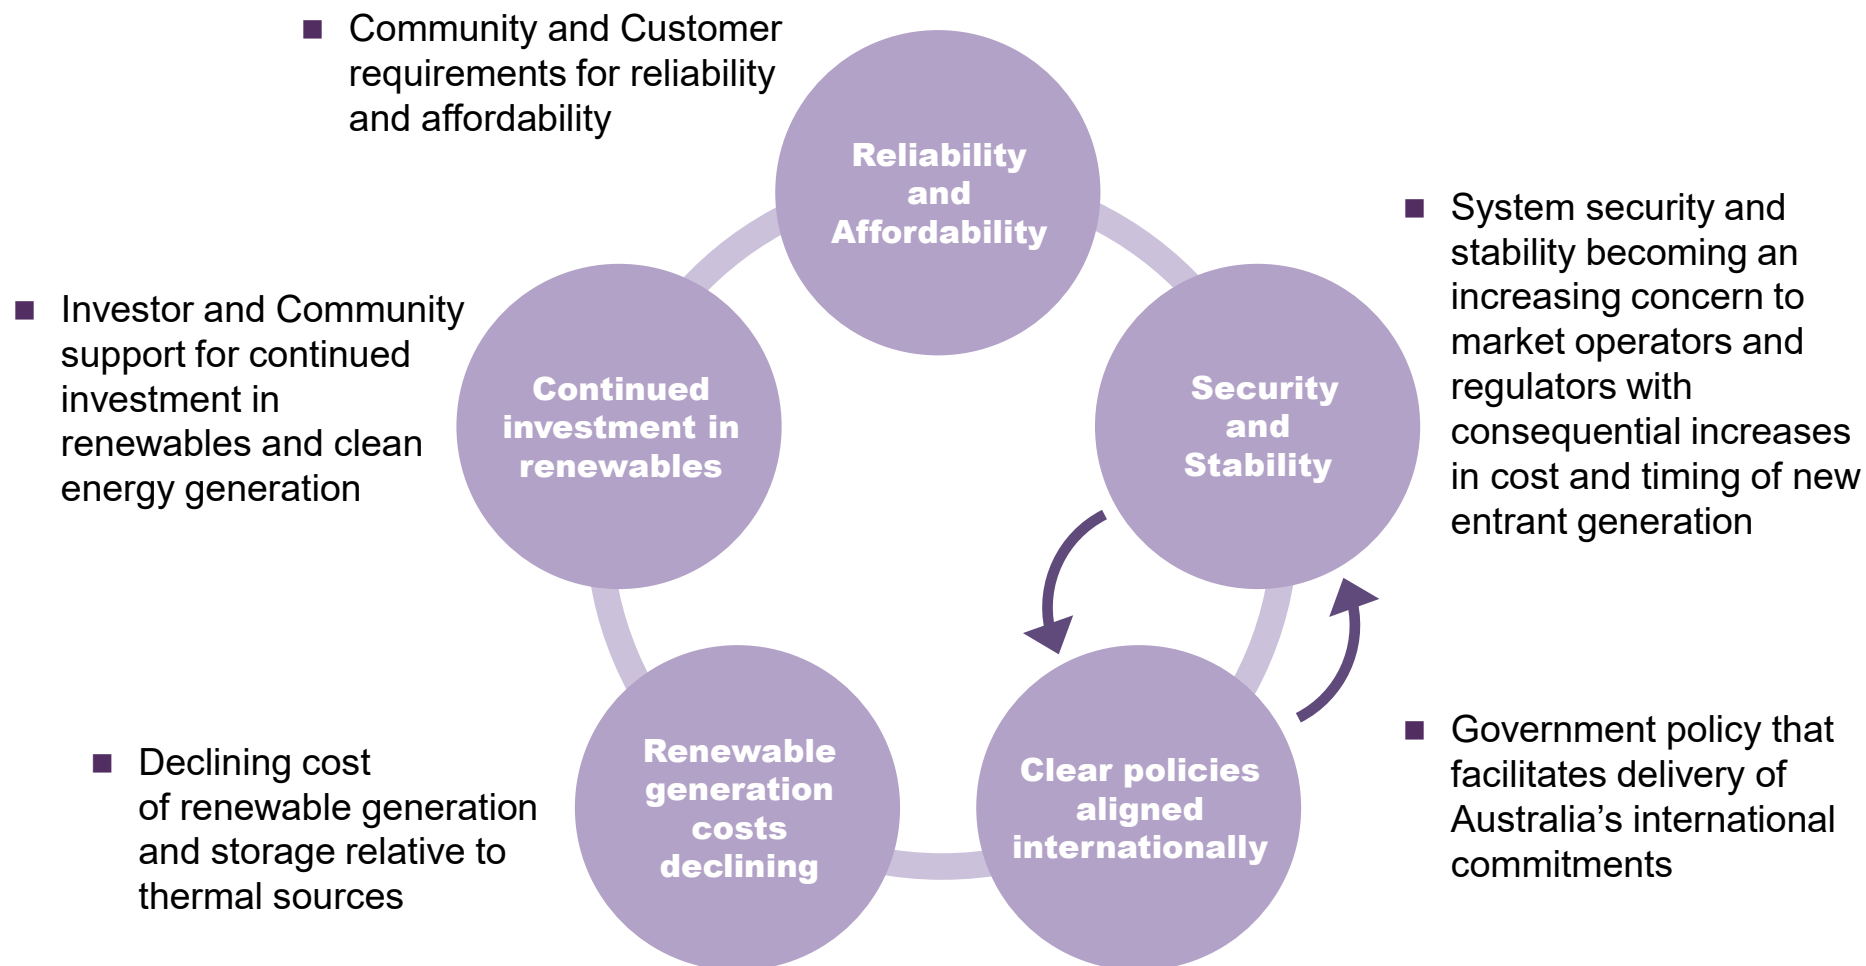 Community and Customer
requirements for reliability
and affordability
Reliability
and
Affordability
System security and
stability becoming an
increasing concern to
market operators and
regulators with
consequential increases
in cost and timing of new
entrant generation
Security
and
Stability
Investor and Community
support for continued
investment in
renewables and clean
energy generation
Continued
investment in
renewables
Renewable
generation
costs
declining
Clear policies
aligned
internationally
Declining cost
of renewable generation
and storage relative to
thermal sources
Government policy that
facilitates delivery of
Australia’s international
commitments